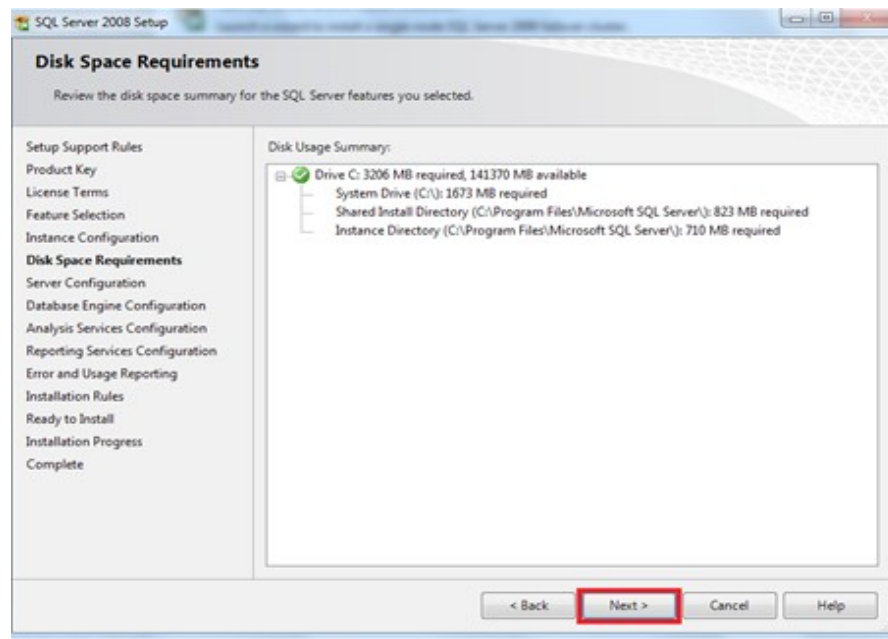 SQL Server 2008 Setup
Disk Space Requirements
Review the disk space summary for the SQL Server features you selected.
Setup Support Rules
Product Key
License Terms
Feature Selection
Instance Configuration
Disk Space Requirements
Server Configuration
Database Engine Configuration
Analysis Services Configuration
Reporting Services Configuration
Error and Usage Reporting
Installation Rules
Ready to Install
Installation Progress
Complete
Disk Usage Summary:
Drive C: 3206 MB required, 141370 MB available
System Drive (C:\): 1673 MB required
Shared Install Directory (C:\Program Files\Microsoft SQL Server\): 823 MB required
Instance Directory (C:\Program Files\Microsoft SQL Server\): 710 MB required
< Back
Next >
Cancel
Help